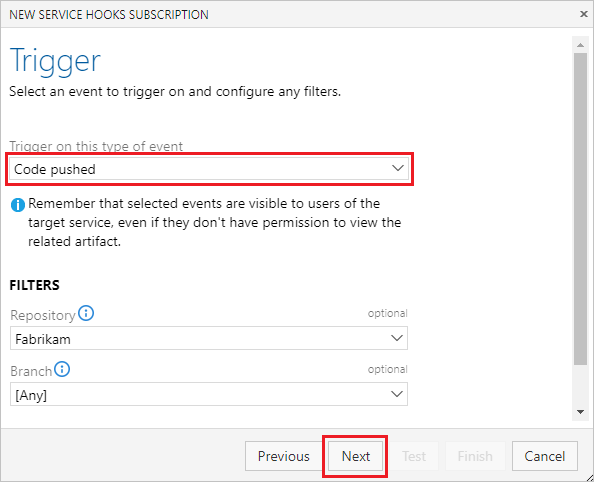 NEW SERVICE HOOKS SUBSCRIPTION
Trigger
Select an event to trigger on and configure any filters.
Trigger on this type of event
Code pushed
Remember that selected events are visible to users of the
target service, even if they don't have permission to view the
related artifact.
FILTERS
Repository optional
Fabrikam
Branch optional
[Any]
Previous Next Test Finish Cancel